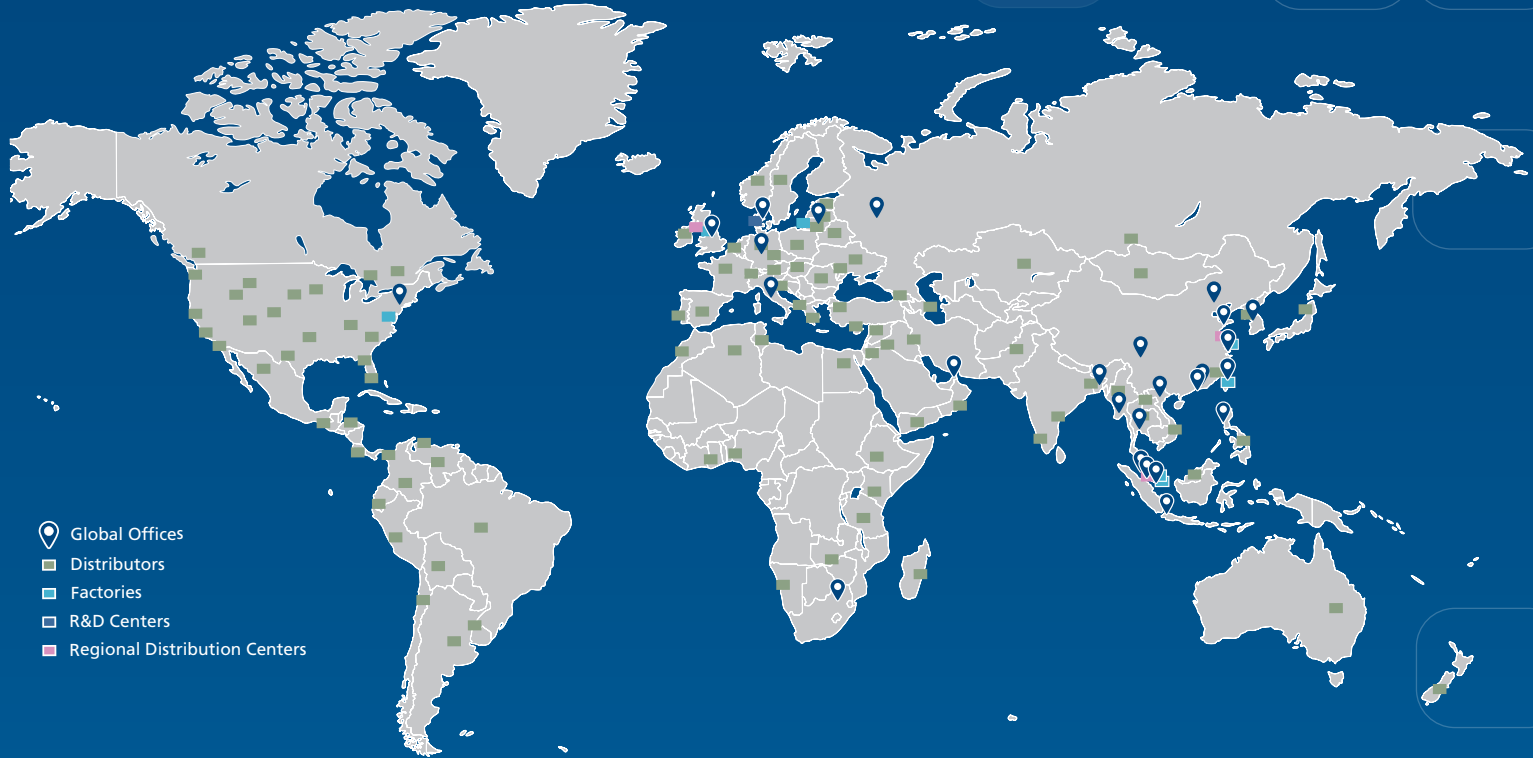 Global Offices
Distributors
Factories
R&D Centers
Regional Distribution Centers